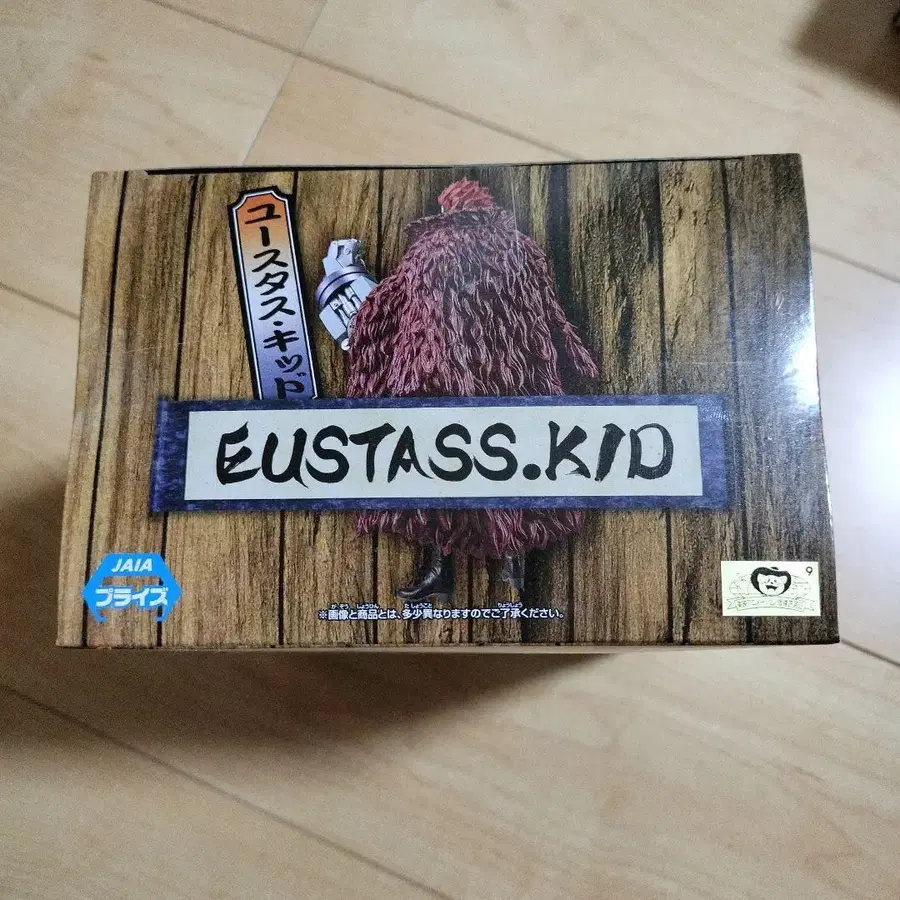 ユースタス・キッド
EUSTASS.KID
JAIA
プライズ
9
※画像と商品とは、多少異なりますのでご了承ください。